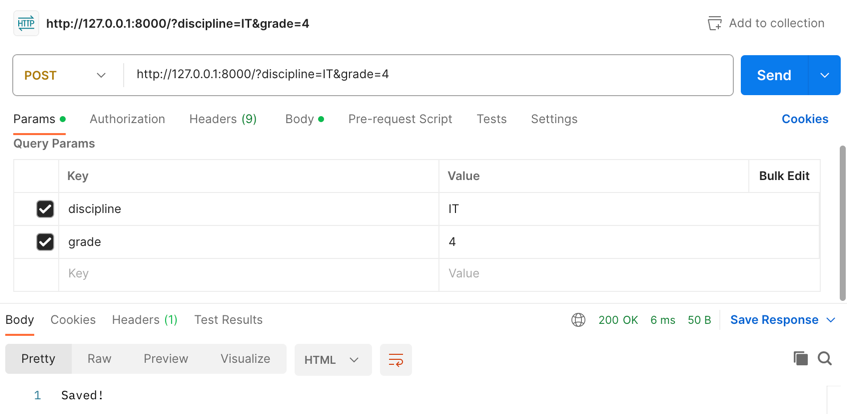 HTTP http://127.0.0.1:8000/?discipline=IT&grade=4 Add to collection
POST http://127.0.0.1:8000/?discipline=IT&grade=4 Send
Params Authorization Headers (9) Body Pre-request Script Tests Settings Cookies
Query Params
Key Value Bulk Edit
discipline IT
grade 4
Key Value
Body Cookies Headers (1) Test Results 200 OK 6 ms 50 B Save Response
Pretty Raw Preview Visualize HTML
1 Saved!